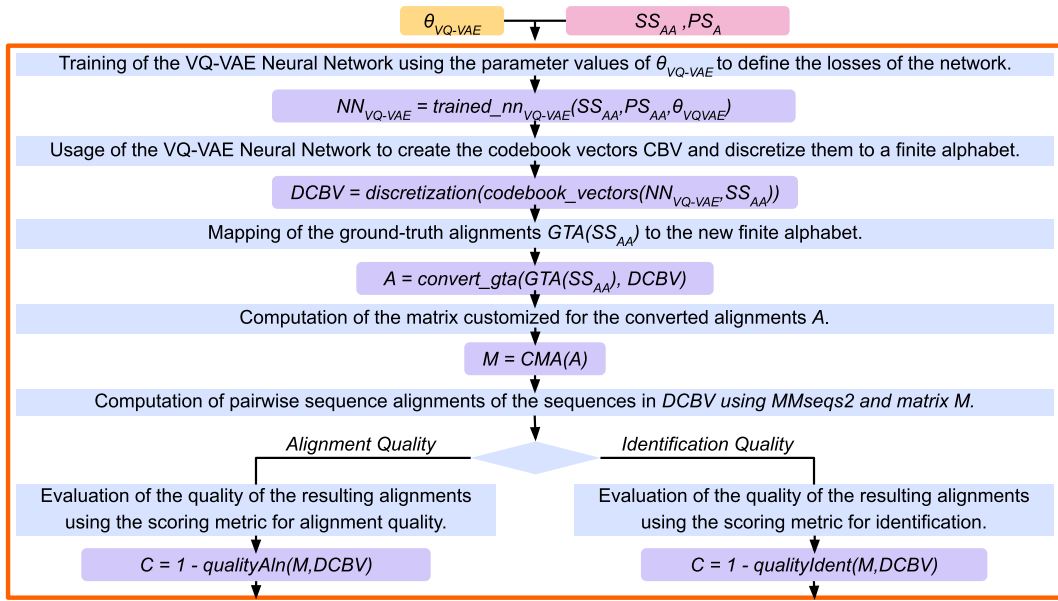 θVQ-VAE
SSAA ,PSA
Training of the VQ-VAE Neural Network using the parameter values of θVQ-VAE to define the losses of the network.
NNVQ-VAE = trained_nnVQ-VAE(SSAA,PSAA,θVQVAE)
Usage of the VQ-VAE Neural Network to create the codebook vectors CBV and discretize them to a finite alphabet.
DCBV = discretization(codebook_vectors(NNVQ-VAE,SSAA))
Mapping of the ground-truth alignments GTA(SSAA) to the new finite alphabet.
A = convert_gta(GTA(SSAA), DCBV)
Computation of the matrix customized for the converted alignments A.
M = CMA(A)
Computation of pairwise sequence alignments of the sequences in DCBV using MMseqs2 and matrix M.
Alignment Quality
Identification Quality
Evaluation of the quality of the resulting alignments
using the scoring metric for alignment quality.
Evaluation of the quality of the resulting alignments
using the scoring metric for identification.
C = 1 - qualityAln(M,DCBV)
C = 1 - qualityIdent(M,DCBV)